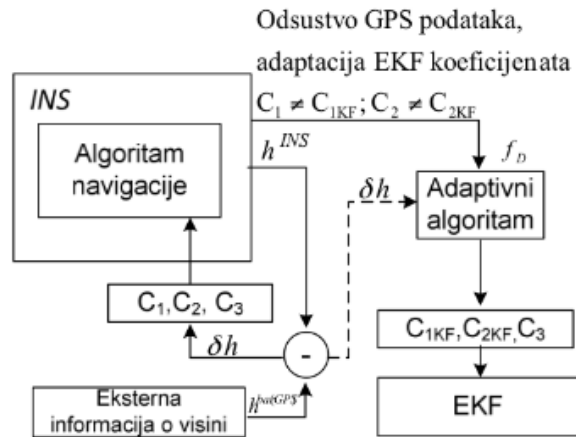 Odsustvo GPS podataka,
adaptacija EKF koeficijenata
INS
C₁ ≠ C₁KF; C₂ ≠ C₂KF
Algoritam
navigacije
h^INS
f_D
δh
Adaptivni
algoritam
C₁,C₂, C₃
δh
-
C₁KF,C₂KF,C₃
Eksterna
informacija o visini
EKF